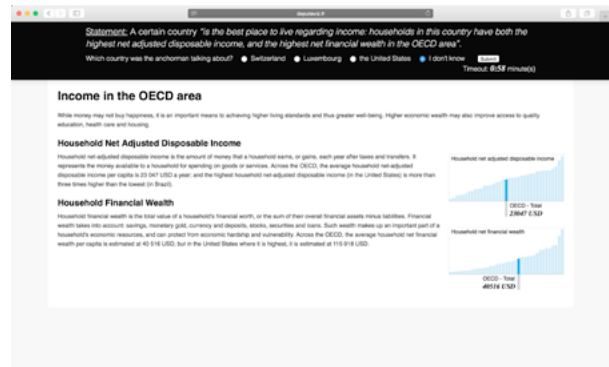 Statement: A certain country "is the best place to live regarding income: households in this country have both the
highest net adjusted disposable income, and the highest net financial wealth in the OECD area".
Which country was the anchorman talking about? Switzerland Luxembourg the United States I don't know Submit
Timeout: 0:58 minute(s)
Income in the OECD area
While money may not buy happiness, it is an important means to achieving higher living standards and thus greater well-being. Higher economic wealth may also improve access to quality
education, health care and housing.
Household Net Adjusted Disposable Income
Household net-adjusted disposable income is the amount of money that a household earns, or gains, each year after taxes and transfers. It
represents the money available to a household for spending on goods or services. Across the OECD, the average household net-adjusted
disposable income per capita is 23 047 USD a year; and the highest household net-adjusted disposable income (in the United States) is more than
three times higher than the lowest (in Brazil).
Household net adjusted disposable income
OECD - Total
23047 USD
Household Financial Wealth
Household financial wealth is the total value of a household's financial worth, or the sum of their overall financial assets minus liabilities. Financial
wealth takes into account: savings, monetary gold, currency and deposits, stocks, securities and loans. Such wealth makes up an important part of a
household's economic resources, and can protect from economic hardship and vulnerability. Across the OECD, the average household net financial
wealth per capita is estimated at 40 516 USD, but in the United States where it is highest, it is estimated at 115 918 USD.
Household net financial wealth
OECD - Total
40516 USD